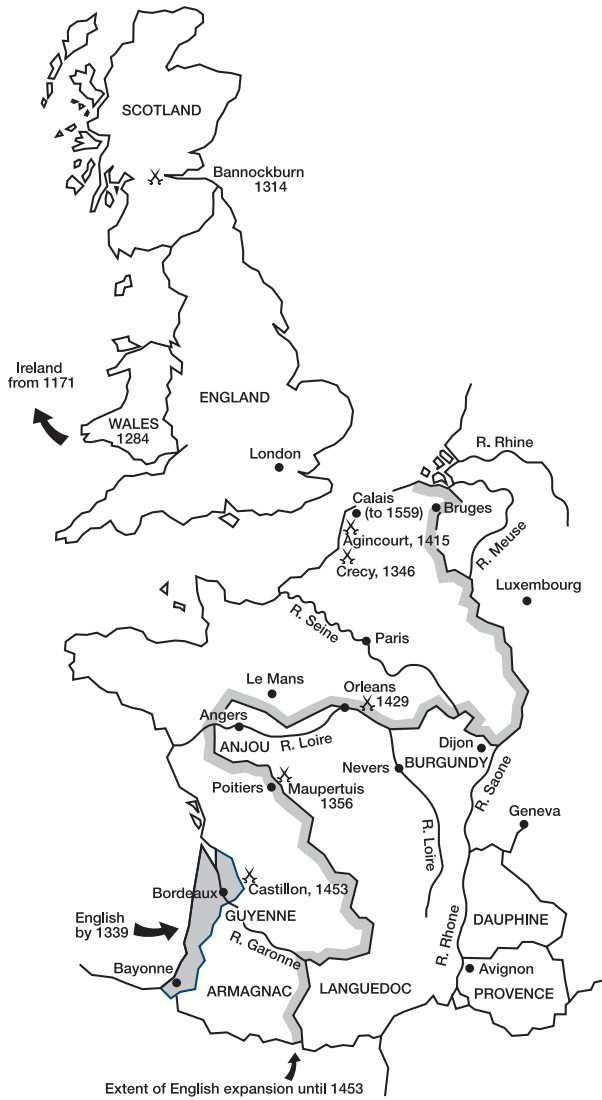 SCOTLAND
Bannockburn
1314
Ireland
from 1171
ENGLAND
WALES
1284
London
R. Rhine
Calais
(to 1559)
Bruges
Agincourt, 1415
R. Meuse
Crecy, 1346
Luxembourg
R. Seine
Paris
Le Mans
Orleans
1429
Angers
ANJOU
R. Loire
Dijon
BURGUNDY
Nevers
R. Saone
Poitiers
Maupertuis
1356
Geneva
R. Loire
Castillon, 1453
Bordeaux
GUYENNE
English
by 1339
DAUPHINE
R. Garonne
R. Rhone
Bayonne
Avignon
ARMAGNAC
LANGUEDOC
PROVENCE
Extent of English expansion until 1453